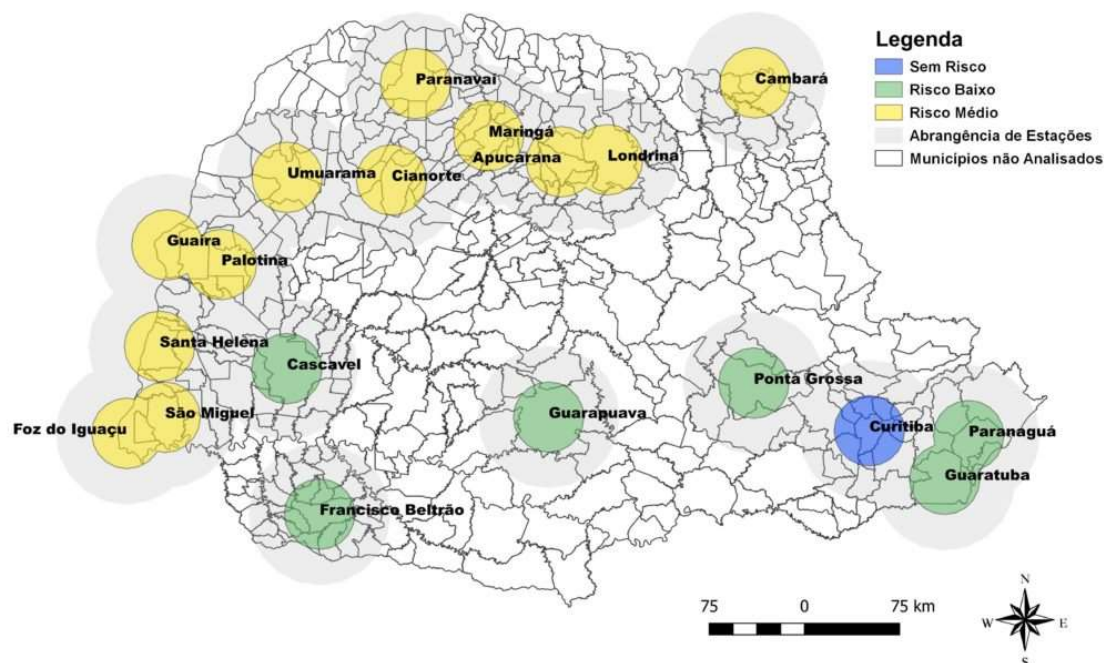 Legenda
Sem Risco
Risco Baixo
Risco Médio
Abrangência de Estações
Municípios não Analisados
Paranavaí
Cambará
Maringá
Apucarana
Londrina
Umuarama
Cianorte
Guaíra
Palotina
Santa Helena
Cascavel
Ponta Grossa
São Miguel
Guarapuava
Foz do Iguaçu
Curitiba
Paranaguá
Guaratuba
Francisco Beltrão
75 0 75 km
N
W E
S